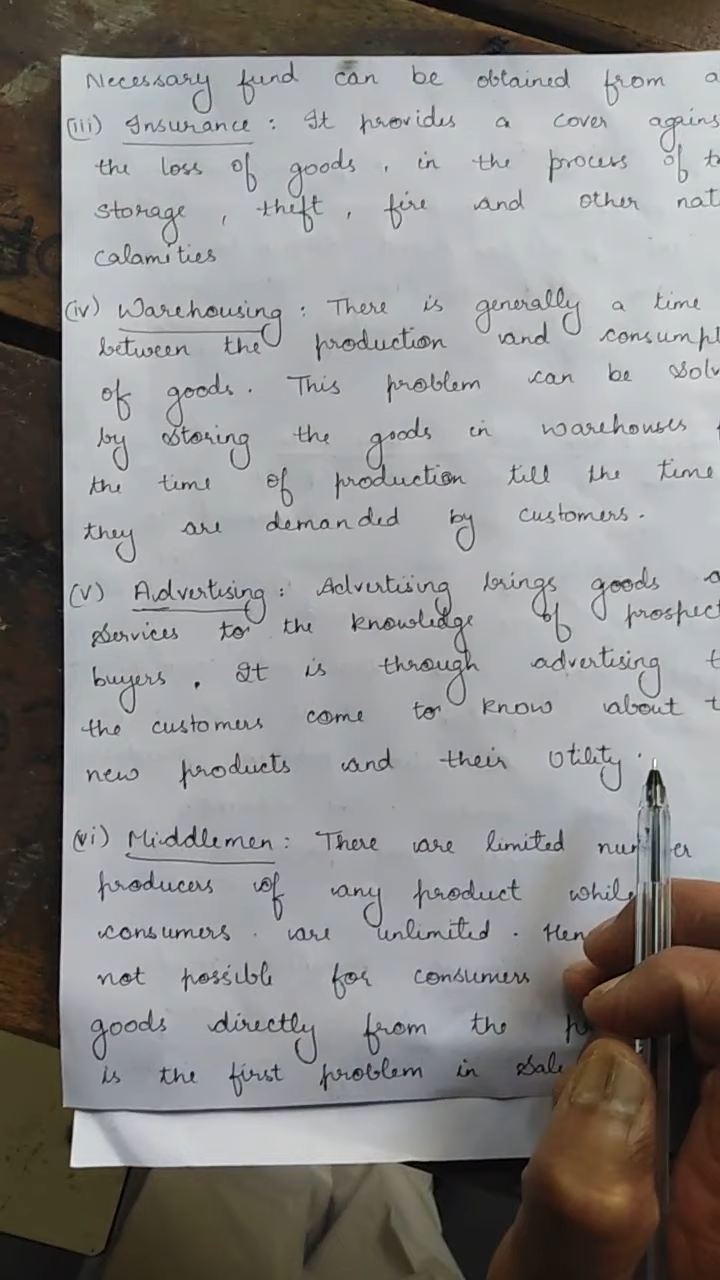 Necessary fund can be obtained from a
(iii) Insurance : It provides a cover agains
the loss of goods , in the process of t
storage , theft , fire and other nat
calamities
(iv) Warehousing : There is generally a time
between the production and consumpt
of goods . This problem can be solv
by storing the goods in warehouses
the time of production till the time
they are demanded by customers .
(v) Advertising : Advertising brings goods a
services to the knowledge of prospect
buyers . It is through advertising t
the customers come to know about t
new products and their Utility .
(vi) Middlemen : There are limited number
producers of any product while
consumers . are unlimited . Hen
not possible for consumers
goods directly from the p
is the first problem in sale